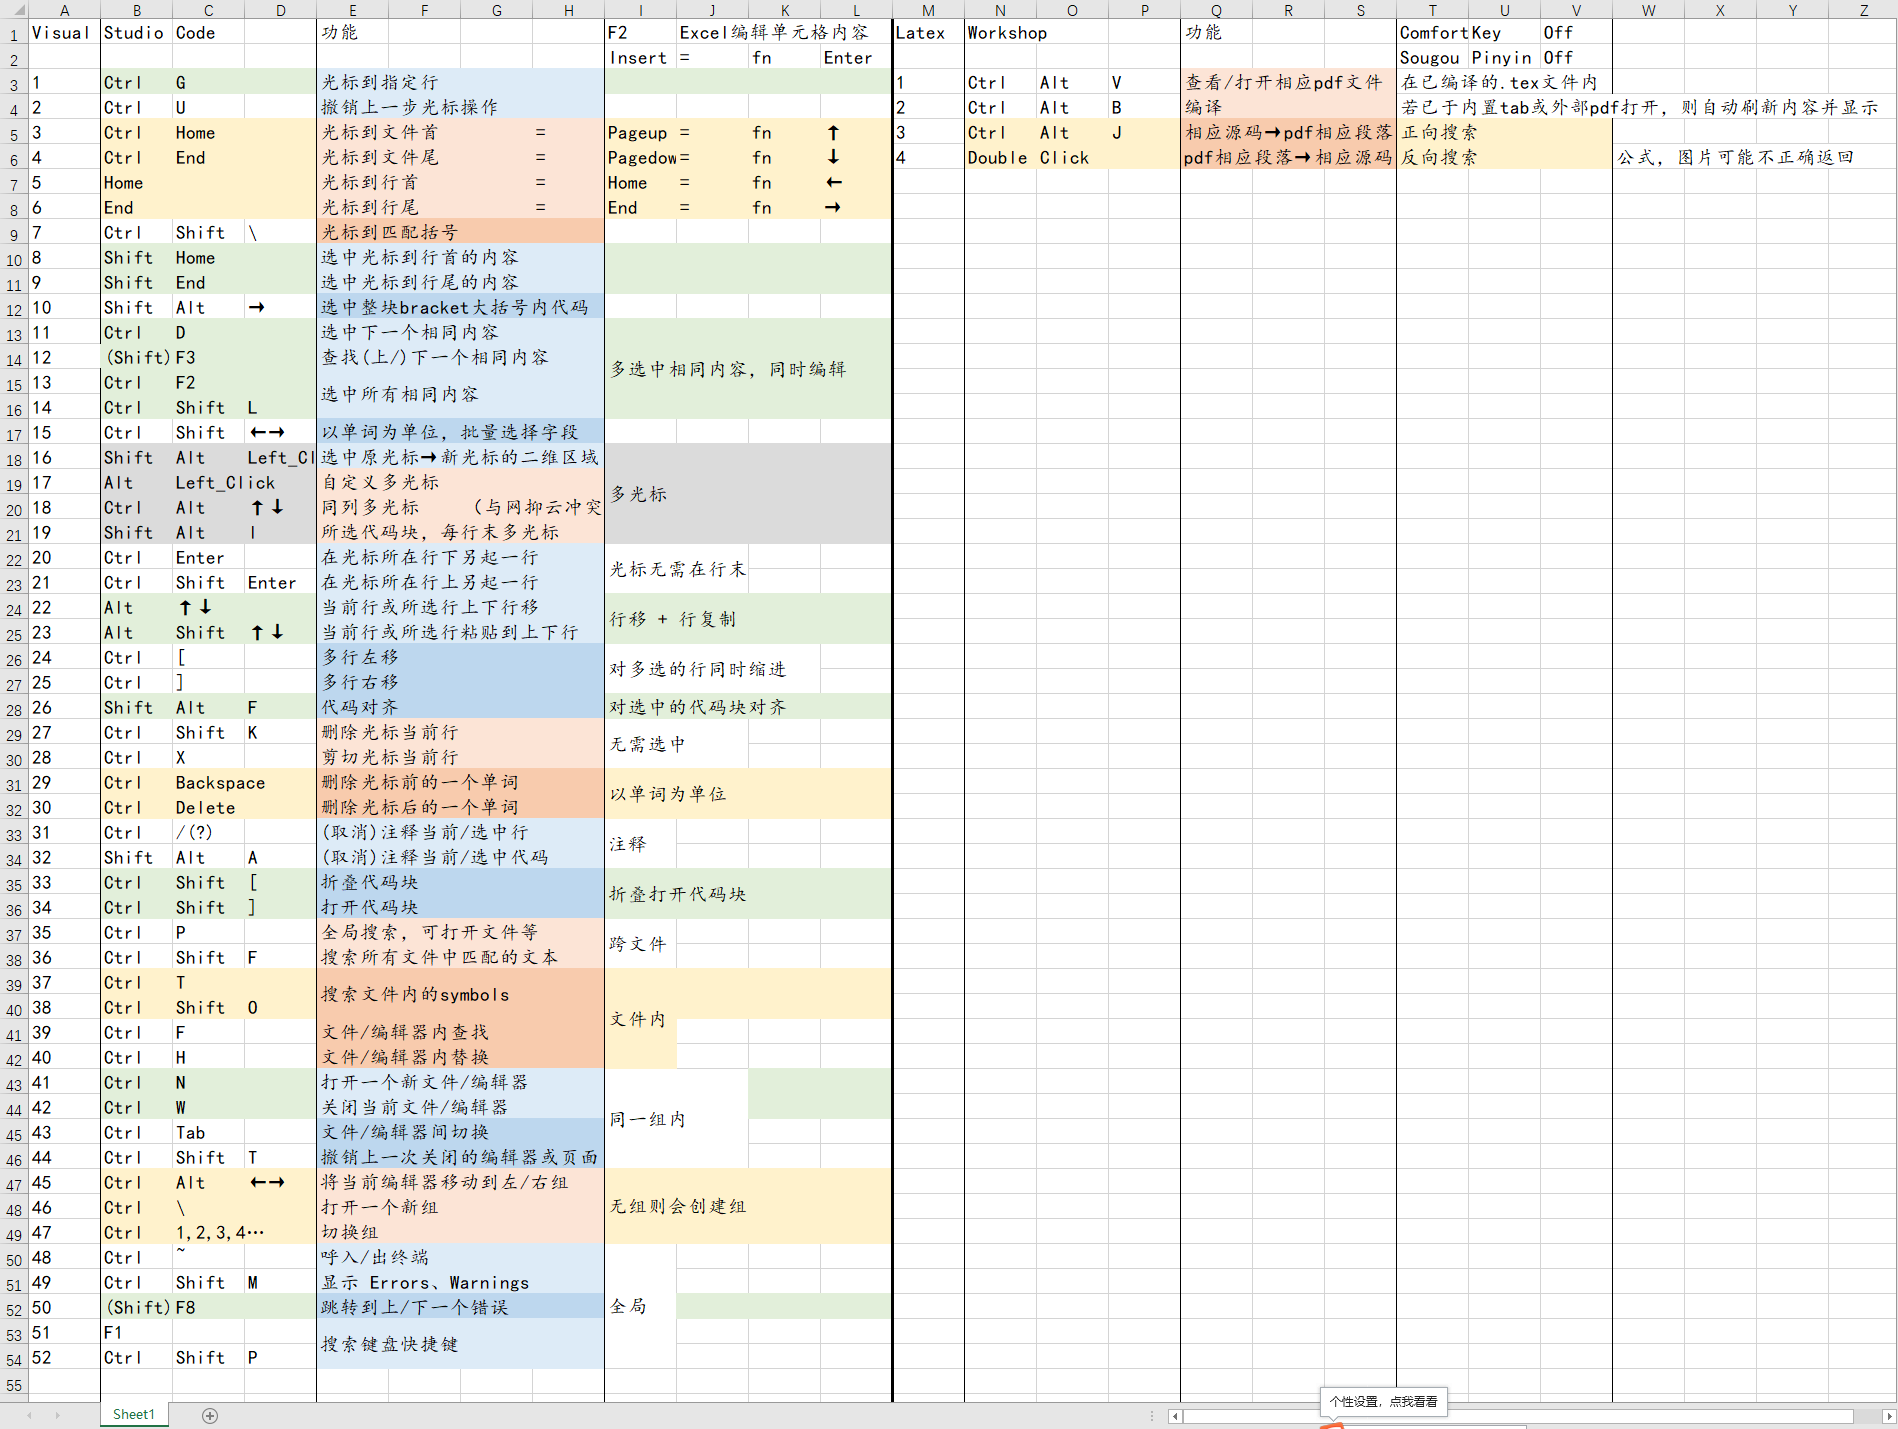 A B C D E F G H I J K L M N O P Q R S T U V W X Y Z
1 Visual Studio Code 功能 F2 Excel编辑单元格内容 Latex Workshop 功能 ComfortKey Off
2 Insert = fn Enter Sougou Pinyin Off
3 1 Ctrl G 光标到指定行 1 Ctrl Alt V 查看/打开相应pdf文件 在已编译的.tex文件内
4 2 Ctrl U 撤销上一步光标操作 2 Ctrl Alt B 编译 若已于内置tab或外部pdf打开，则自动刷新内容并显示
5 3 Ctrl Home 光标到文件首 = Pageup = fn ↑ 3 Ctrl Alt J 相应源码→pdf相应段落 正向搜索
6 4 Ctrl End 光标到文件尾 = Pagedow = fn ↓ 4 Double Click pdf相应段落→相应源码 反向搜索 公式，图片可能不正确返回
7 5 Home 光标到行首 = Home = fn ←
8 6 End 光标到行尾 = End = fn →
9 7 Ctrl Shift \ 光标到匹配括号
10 8 Shift Home 选中光标到行首的内容
11 9 Shift End 选中光标到行尾的内容
12 10 Shift Alt → 选中整块bracket大括号内代码
13 11 Ctrl D 选中下一个相同内容
14 12 (Shift) F3 查找(上/)下一个相同内容
多选中相同内容，同时编辑
15 13 Ctrl F2
选中所有相同内容
16 14 Ctrl Shift L
17 15 Ctrl Shift ←→ 以单词为单位，批量选择字段
18 16 Shift Alt Left_Cl 选中原光标→新光标的二维区域
19 17 Alt Left_Click 自定义多光标
多光标
20 18 Ctrl Alt ↑↓ 同列多光标 （与网抑云冲突
21 19 Shift Alt I 所选代码块，每行末多光标
22 20 Ctrl Enter 在光标所在行下另起一行
光标无需在行末
23 21 Ctrl Shift Enter 在光标所在行上另起一行
24 22 Alt ↑↓ 当前行或所选行上下行移
行移 + 行复制
25 23 Alt Shift ↑↓ 当前行或所选行粘贴到上下行
26 24 Ctrl [ 多行左移
对多选的行同时缩进
27 25 Ctrl ] 多行右移
28 26 Shift Alt F 代码对齐 对选中的代码块对齐
29 27 Ctrl Shift K 删除光标当前行
无需选中
30 28 Ctrl X 剪切光标当前行
31 29 Ctrl Backspace 删除光标前的一个单词
以单词为单位
32 30 Ctrl Delete 删除光标后的一个单词
33 31 Ctrl /(?) (取消)注释当前/选中行
注释
34 32 Shift Alt A (取消)注释当前/选中代码
35 33 Ctrl Shift [ 折叠代码块
折叠打开代码块
36 34 Ctrl Shift ] 打开代码块
37 35 Ctrl P 全局搜索，可打开文件等
跨文件
38 36 Ctrl Shift F 搜索所有文件中匹配的文本
39 37 Ctrl T
搜索文件内的symbols
40 38 Ctrl Shift O
文件内
41 39 Ctrl F 文件/编辑器内查找
42 40 Ctrl H 文件/编辑器内替换
43 41 Ctrl N 打开一个新文件/编辑器
44 42 Ctrl W 关闭当前文件/编辑器
同一组内
45 43 Ctrl Tab 文件/编辑器间切换
46 44 Ctrl Shift T 撤销上一次关闭的编辑器或页面
47 45 Ctrl Alt ←→ 将当前编辑器移动到左/右组
48 46 Ctrl \ 打开一个新组 无组则会创建组
49 47 Ctrl 1,2,3,4… 切换组
50 48 Ctrl ~ 呼入/出终端
51 49 Ctrl Shift M 显示 Errors、Warnings
52 50 (Shift) F8 跳转到上/下一个错误 全局
53 51 F1
搜索键盘快捷键
54 52 Ctrl Shift P
55
个性设置，点我看看
Sheet1